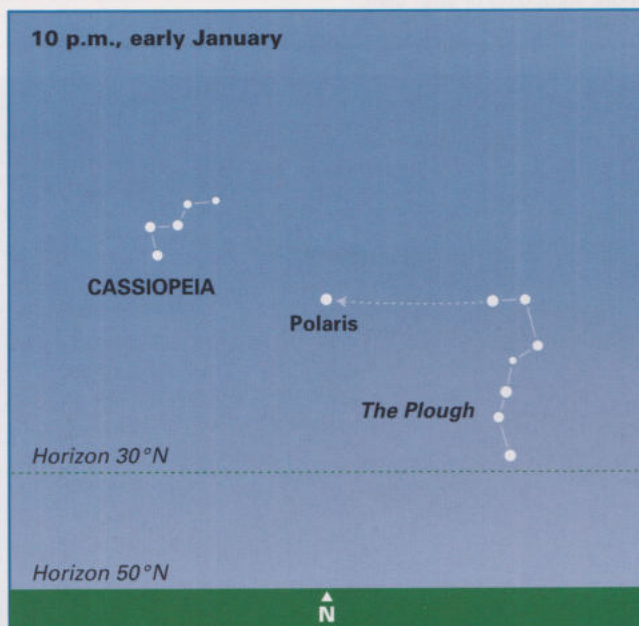 10 p.m., early January
CASSIOPEIA
Polaris
The Plough
Horizon 30°N
Horizon 50°N
N